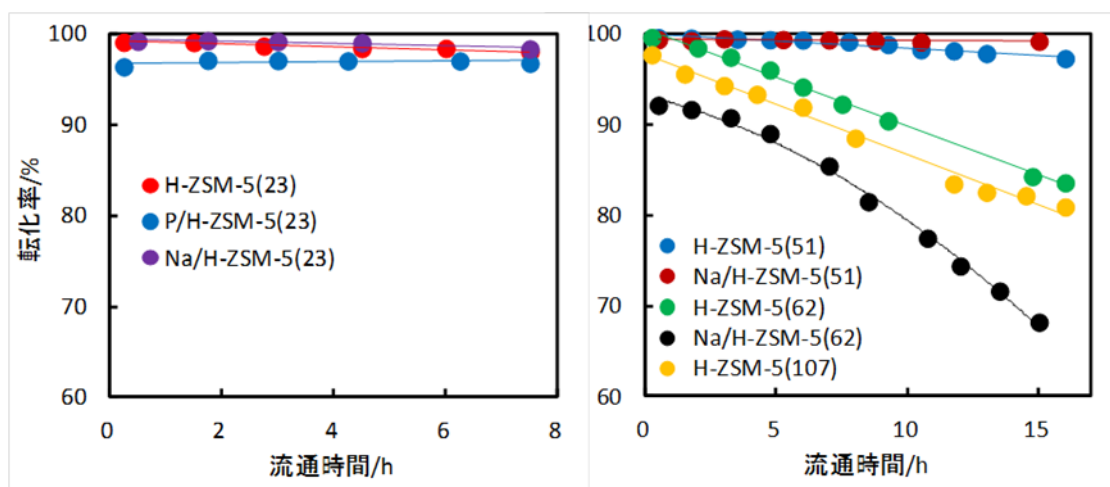 転化率/%
100
90
80
70
60
H-ZSM-5(23)
P/H-ZSM-5(23)
Na/H-ZSM-5(23)
0 2 4 6 8
流通時間/h
100
90
80
70
60
H-ZSM-5(51)
Na/H-ZSM-5(51)
H-ZSM-5(62)
Na/H-ZSM-5(62)
H-ZSM-5(107)
0 5 10 15
流通時間/h